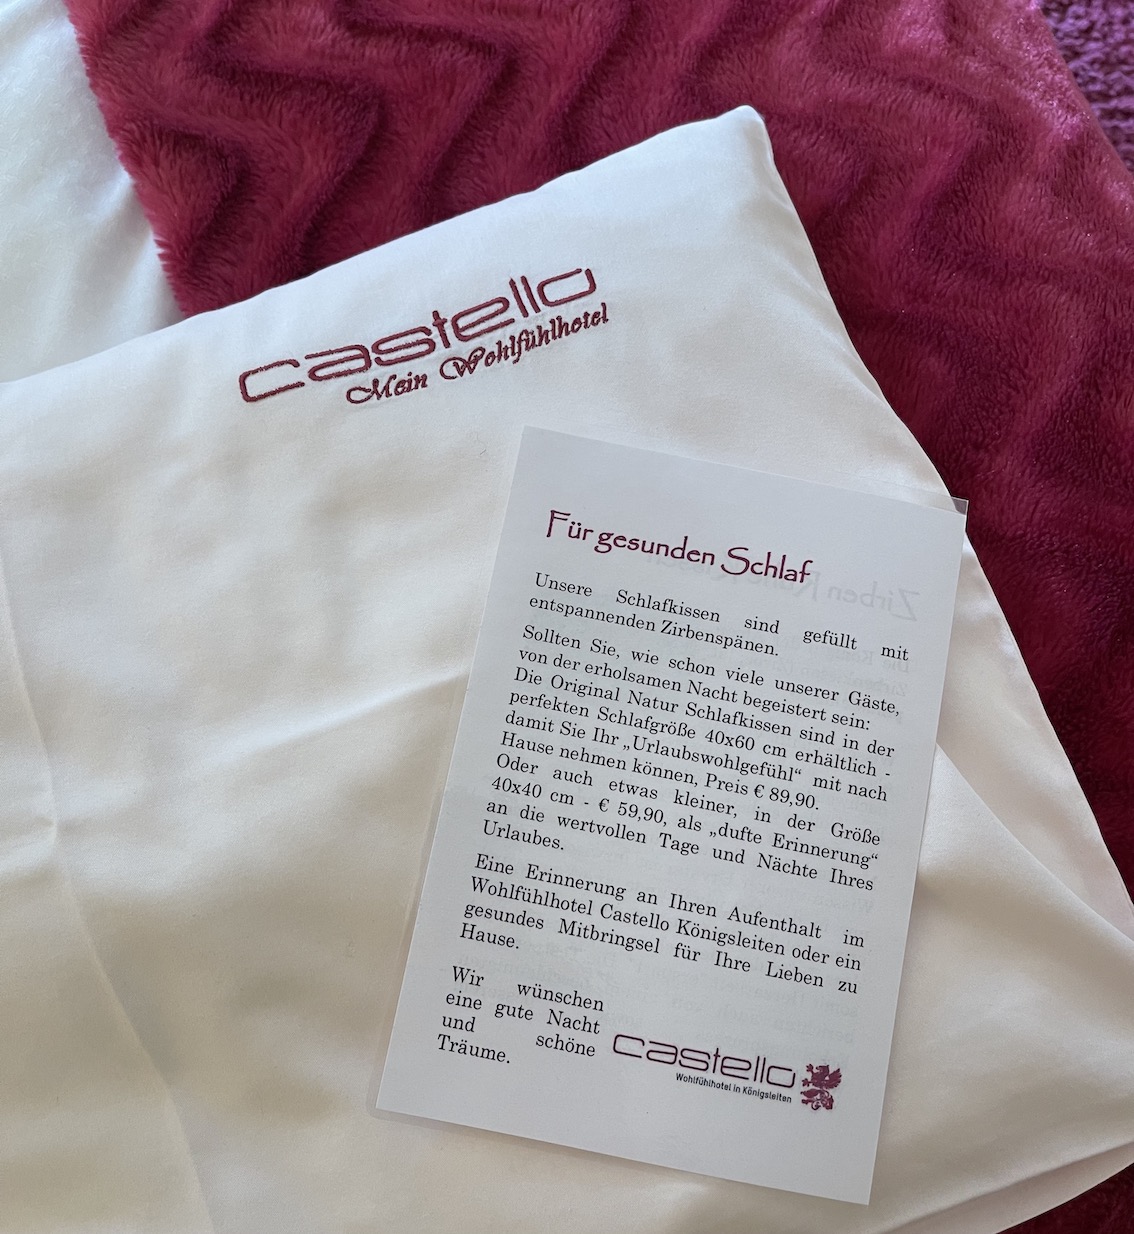 castello
Mein Wohlfühlhotel
Für gesunden Schlaf
Unsere Schlafkissen sind gefüllt mit
entspannenden Zirbenspänen.
Sollten Sie, wie schon viele unserer Gäste,
von der erholsamen Nacht begeistert sein:
Die Original Natur Schlafkissen sind in der
perfekten Schlafgröße 40x60 cm erhältlich -
damit Sie Ihr „Urlaubswohlgefühl“ mit nach
Hause nehmen können, Preis € 89,90.
Oder auch etwas kleiner, in der Größe
40x40 cm - € 59,90, als „dufte Erinnerung“
an die wertvollen Tage und Nächte Ihres
Urlaubes.
Eine Erinnerung an Ihren Aufenthalt im
Wohlfühlhotel Castello Königsleiten oder ein
gesundes Mitbringsel für Ihre Lieben zu
Hause.
Wir wünschen
eine gute Nacht
und schöne
Träume.
castello
Wohlfühlhotel in Königsleiten